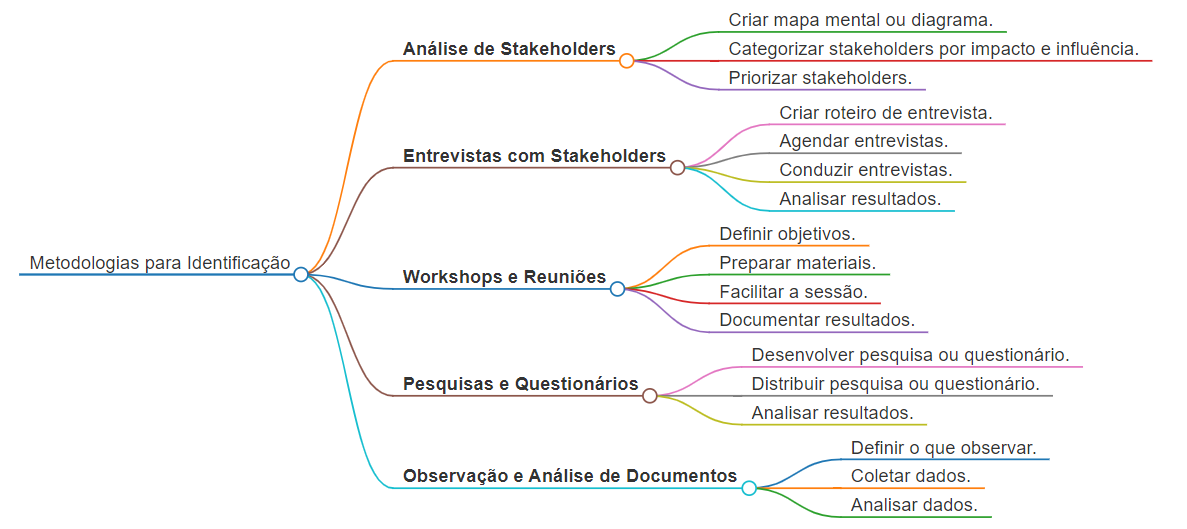 Metodologias para Identificação
Análise de Stakeholders
Criar mapa mental ou diagrama.
Categorizar stakeholders por impacto e influência.
Priorizar stakeholders.
Entrevistas com Stakeholders
Criar roteiro de entrevista.
Agendar entrevistas.
Conduzir entrevistas.
Analisar resultados.
Workshops e Reuniões
Definir objetivos.
Preparar materiais.
Facilitar a sessão.
Documentar resultados.
Pesquisas e Questionários
Desenvolver pesquisa ou questionário.
Distribuir pesquisa ou questionário.
Analisar resultados.
Observação e Análise de Documentos
Definir o que observar.
Coletar dados.
Analisar dados.